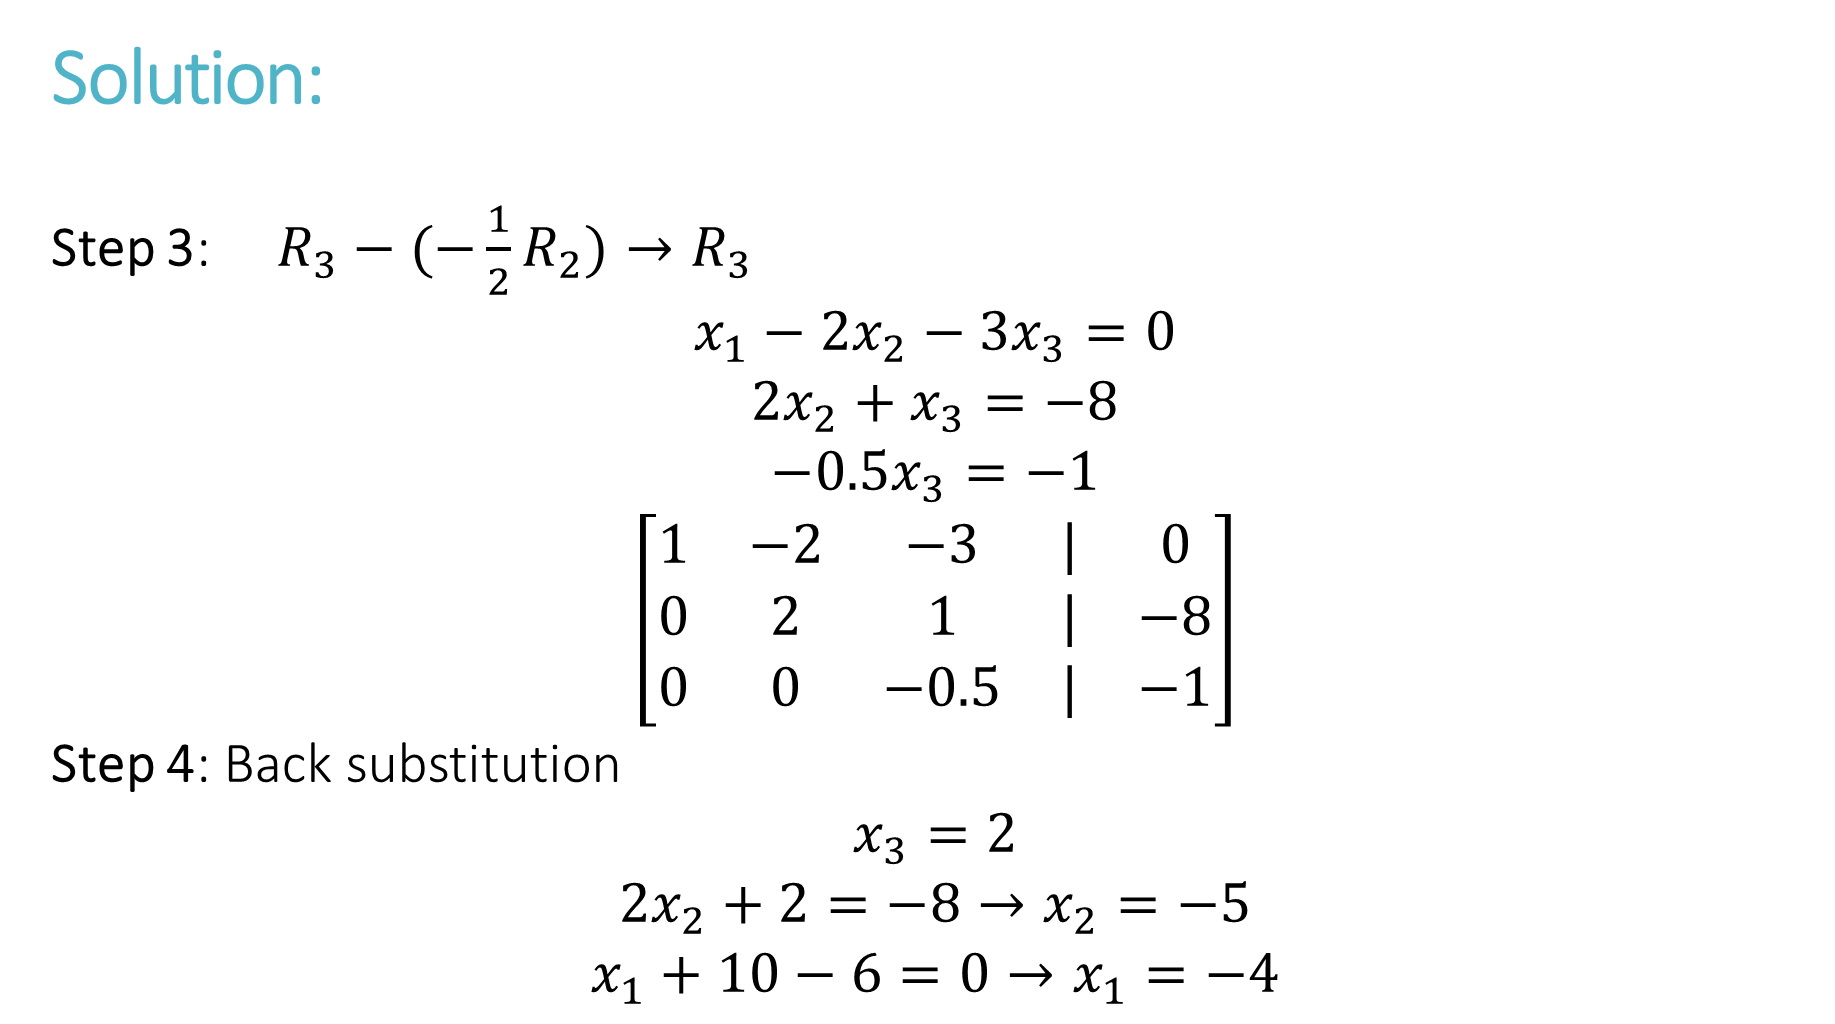 Solution:
Step 3: R₃ − (−½R₂) → R₃
x₁ − 2x₂ − 3x₃ = 0
2x₂ + x₃ = −8
−0.5x₃ = −1
1 −2 −3 | 0
0 2 1 | −8
0 0 −0.5 | −1
Step 4: Back substitution
x₃ = 2
2x₂ + 2 = −8 → x₂ = −5
x₁ + 10 − 6 = 0 → x₁ = −4